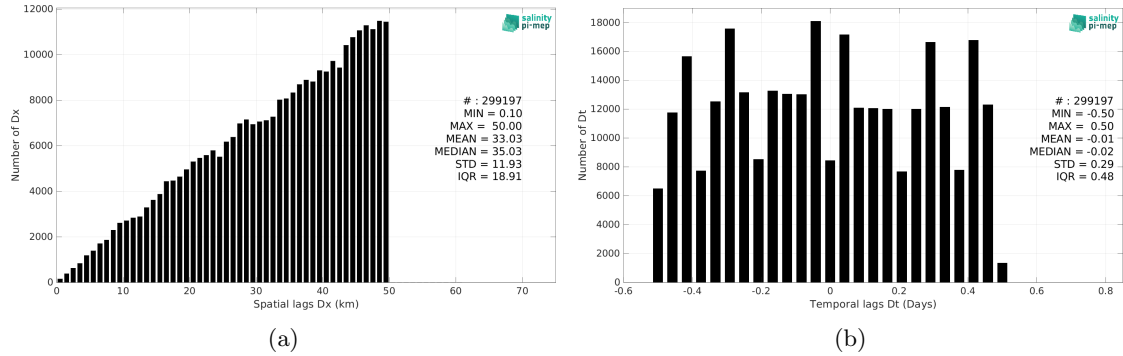 12000
10000
8000
6000
4000
2000
0
Number of Dx
0 10 20 30 40 50 60 70
Spatial lags Dx (km)
salinity
pi-mep
# : 299197
MIN = 0.10
MAX = 50.00
MEAN = 33.03
MEDIAN = 35.03
STD = 11.93
IQR = 18.91
(a)
18000
16000
14000
12000
10000
8000
6000
4000
2000
0
Number of Dt
-0.6 -0.4 -0.2 0 0.2 0.4 0.6 0.8
Temporal lags Dt (Days)
salinity
pi-mep
# : 299197
MIN = -0.50
MAX = 0.50
MEAN = -0.01
MEDIAN = -0.02
STD = 0.29
IQR = 0.48
(b)